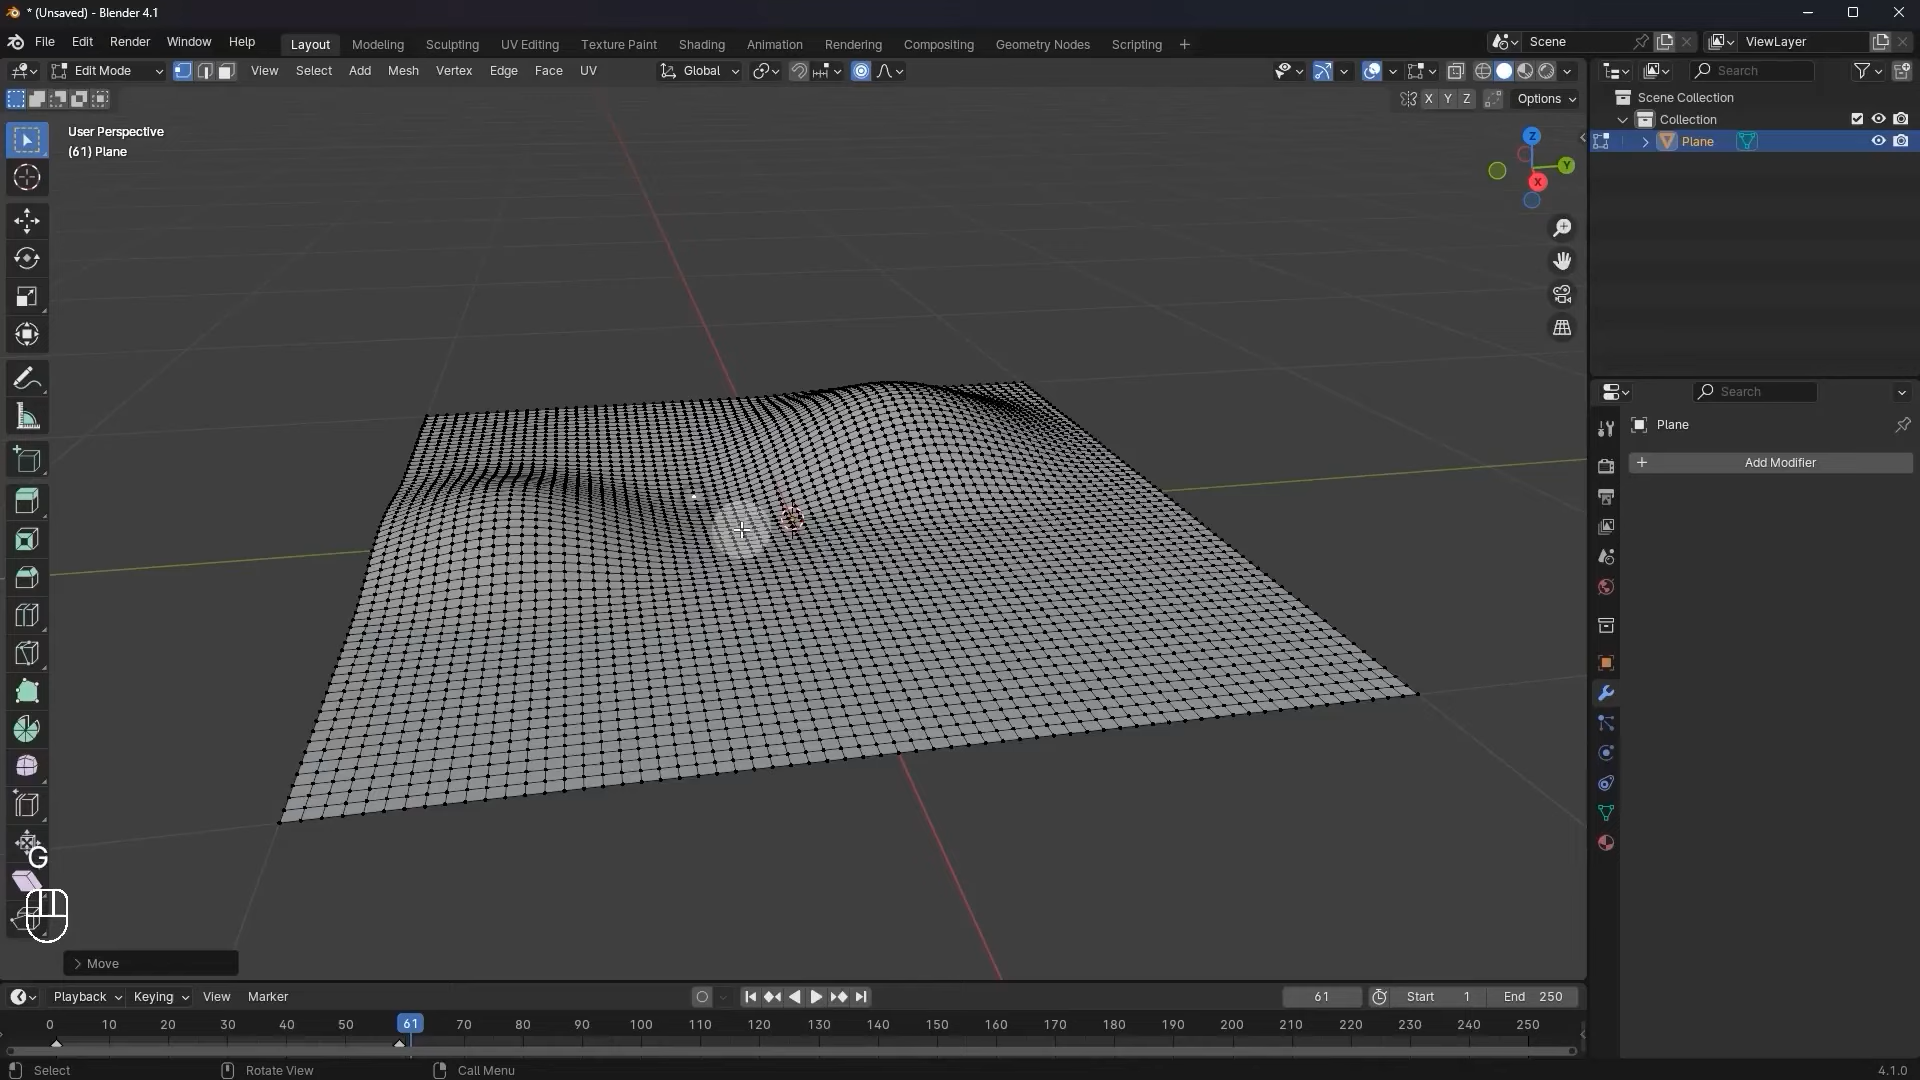 * (Unsaved) - Blender 4.1
File Edit Render Window Help Layout Modeling Sculpting UV Editing Texture Paint Shading Animation Rendering Compositing Geometry Nodes Scripting + Scene ViewLayer
Edit Mode View Select Add Mesh Vertex Edge Face UV Global Search
X Y Z Options
Scene Collection
Collection
Plane
User Perspective
(61) Plane
Z
Y
X
Search
Plane
+ Add Modifier
G
> Move
Playback Keying View Marker 61 Start 1 End 250
0 10 20 30 40 50 61 70 80 90 100 110 120 130 140 150 160 170 180 190 200 210 220 230 240 250
Select Rotate View Call Menu 4.1.0